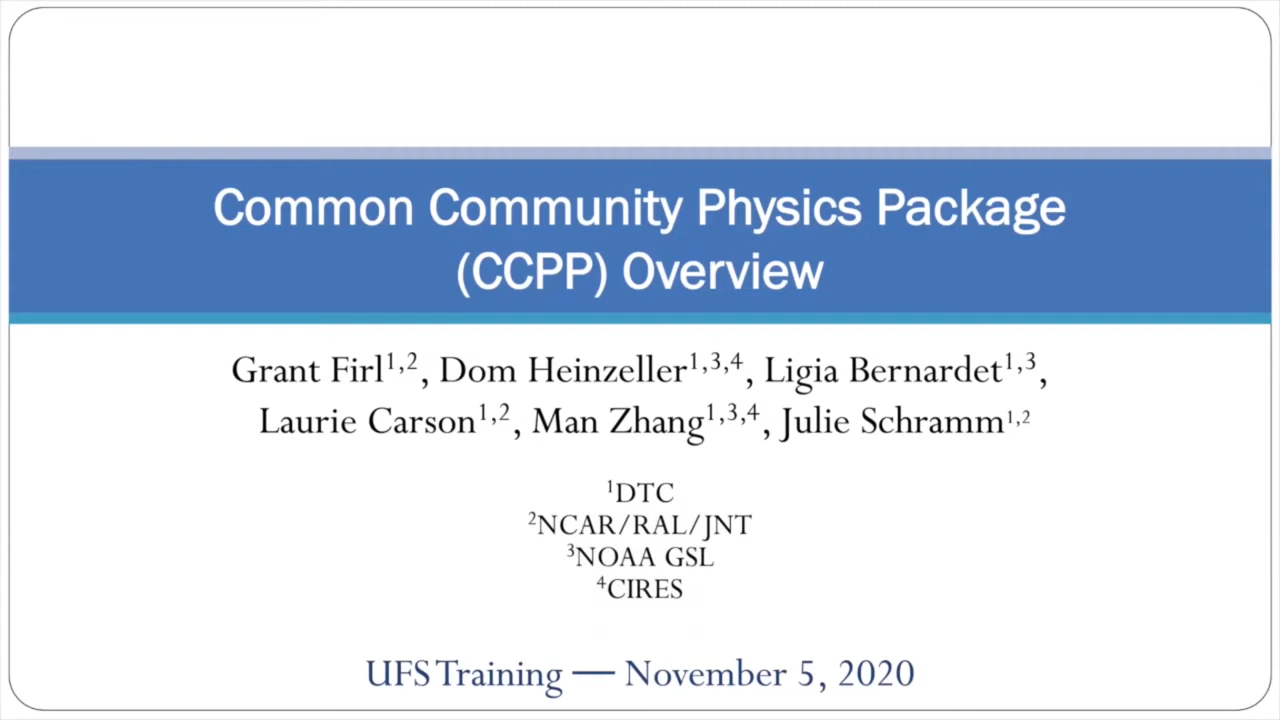 Common Community Physics Package
(CCPP) Overview
Grant Firl1,2, Dom Heinzeller1,3,4, Ligia Bernardet1,3,
Laurie Carson1,2, Man Zhang1,3,4, Julie Schramm1,2
1DTC
2NCAR/RAL/JNT
3NOAA GSL
4CIRES
UFS Training — November 5, 2020